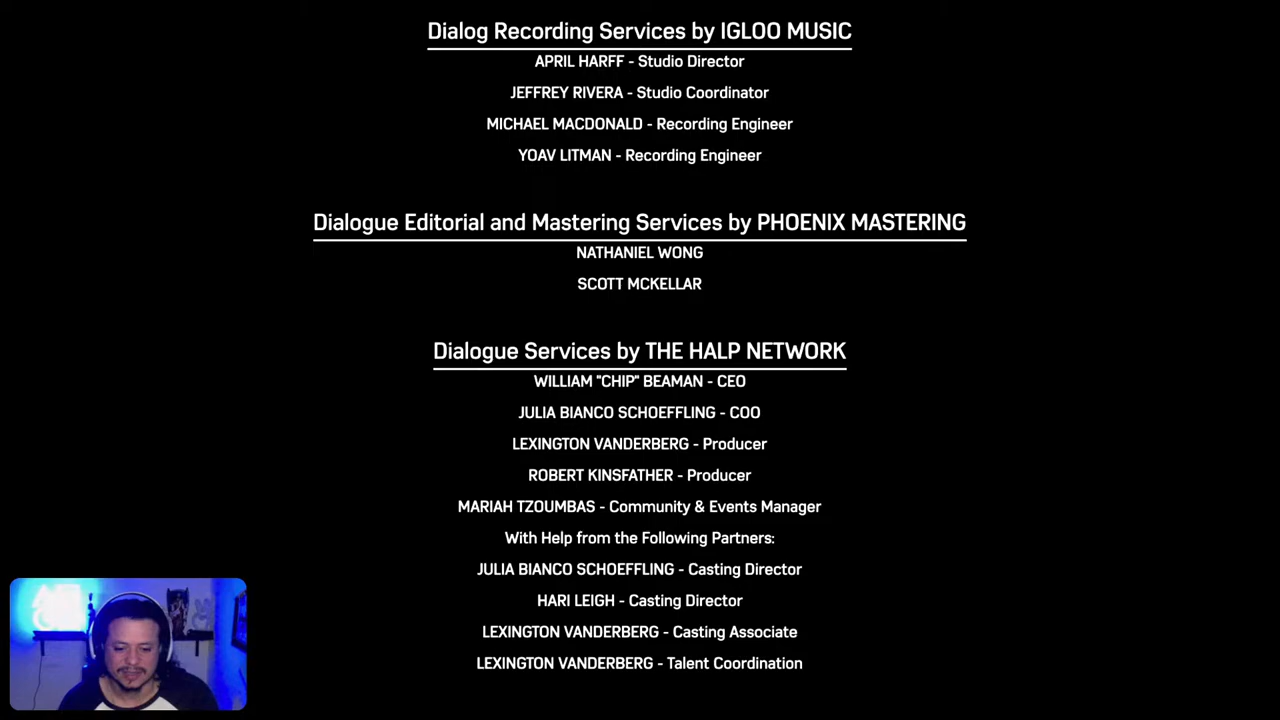 Dialog Recording Services by IGLOO MUSIC
APRIL HARFF - Studio Director
JEFFREY RIVERA - Studio Coordinator
MICHAEL MACDONALD - Recording Engineer
YOAV LITMAN - Recording Engineer
Dialogue Editorial and Mastering Services by PHOENIX MASTERING
NATHANIEL WONG
SCOTT MCKELLAR
Dialogue Services by THE HALP NETWORK
WILLIAM "CHIP" BEAMAN - CEO
JULIA BIANCO SCHOEFFLING - COO
LEXINGTON VANDERBERG - Producer
ROBERT KINSFATHER - Producer
MARIAH TZOUMBAS - Community & Events Manager
With Help from the Following Partners:
JULIA BIANCO SCHOEFFLING - Casting Director
HARI LEIGH - Casting Director
LEXINGTON VANDERBERG - Casting Associate
LEXINGTON VANDERBERG - Talent Coordination